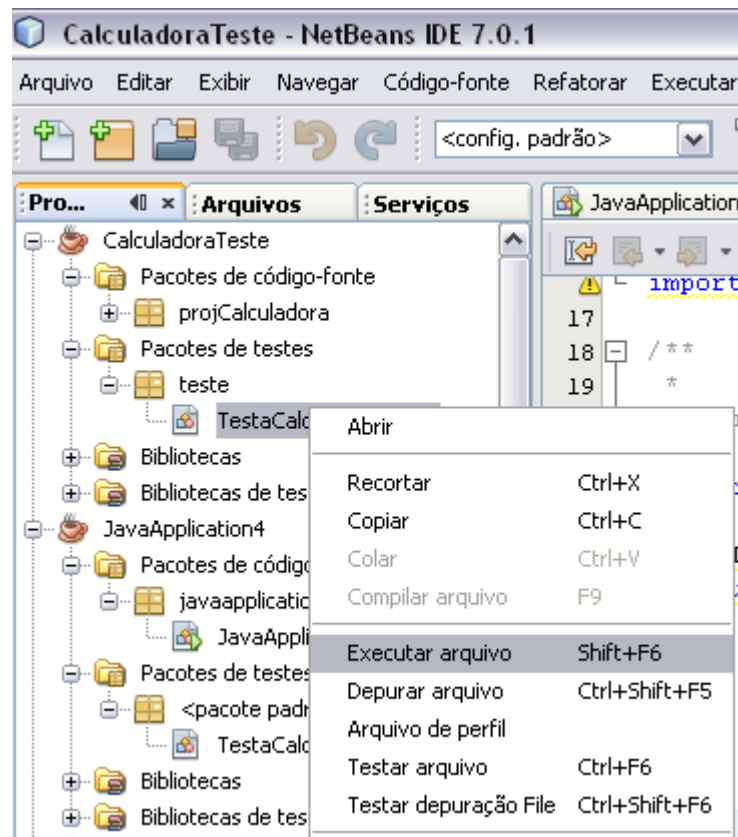 CalculadoraTeste - NetBeans IDE 7.0.1
Arquivo Editar Exibir Navegar Código-fonte Refatorar Executar
<config. padrão>
Pro... Arquivos Serviços
JavaApplication
CalculadoraTeste
Pacotes de código-fonte
projCalculadora
Pacotes de testes
teste
TestaCalc
Bibliotecas
Bibliotecas de tes
JavaApplication4
Pacotes de códig
javaapplicatio
JavaAppli
Pacotes de testes
<pacote padr
TestaCalc
Bibliotecas
Bibliotecas de tes
import
17
18 /**
19 *
Abrir
Recortar Ctrl+X
Copiar Ctrl+C
Colar Ctrl+V
Compilar arquivo F9
Executar arquivo Shift+F6
Depurar arquivo Ctrl+Shift+F5
Arquivo de perfil
Testar arquivo Ctrl+F6
Testar depuração File Ctrl+Shift+F6